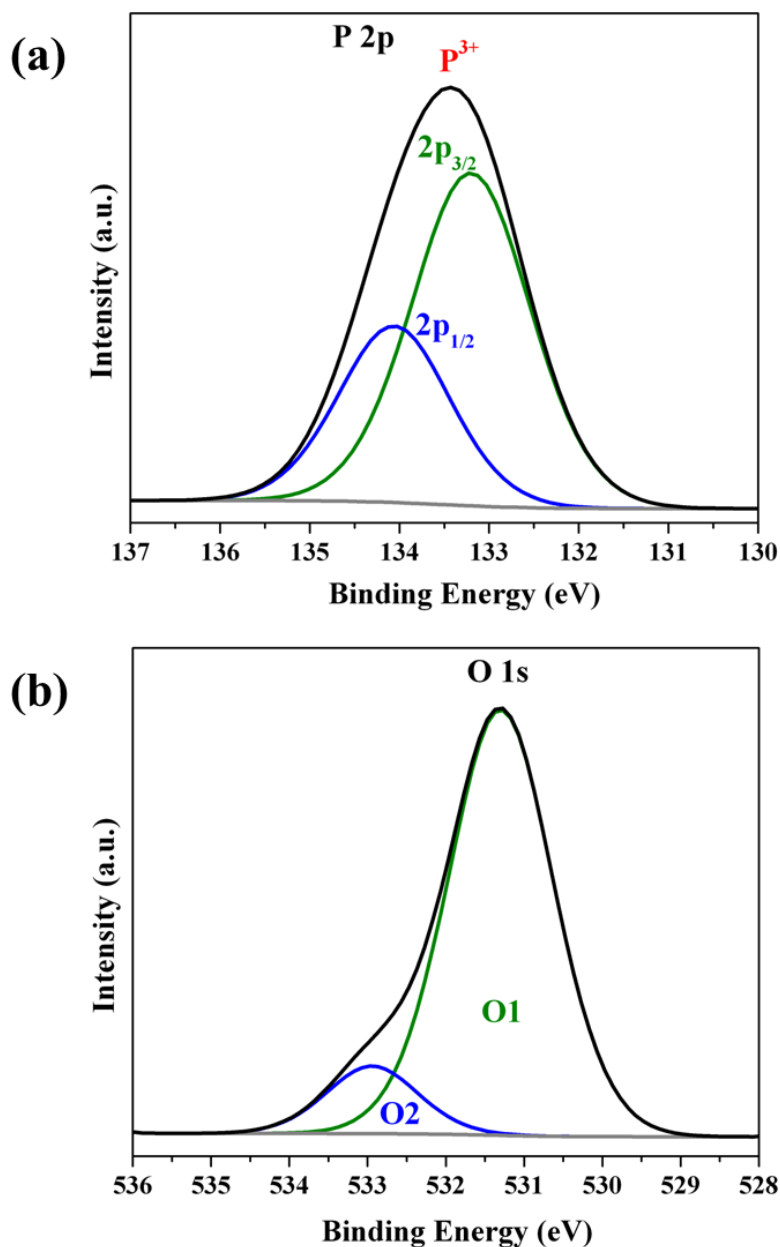 (a)
P 2p
P³⁺
2p₃/₂
2p₁/₂
Intensity (a.u.)
137 136 135 134 133 132 131 130
Binding Energy (eV)
(b)
O 1s
O1
O2
Intensity (a.u.)
536 535 534 533 532 531 530 529 528
Binding Energy (eV)